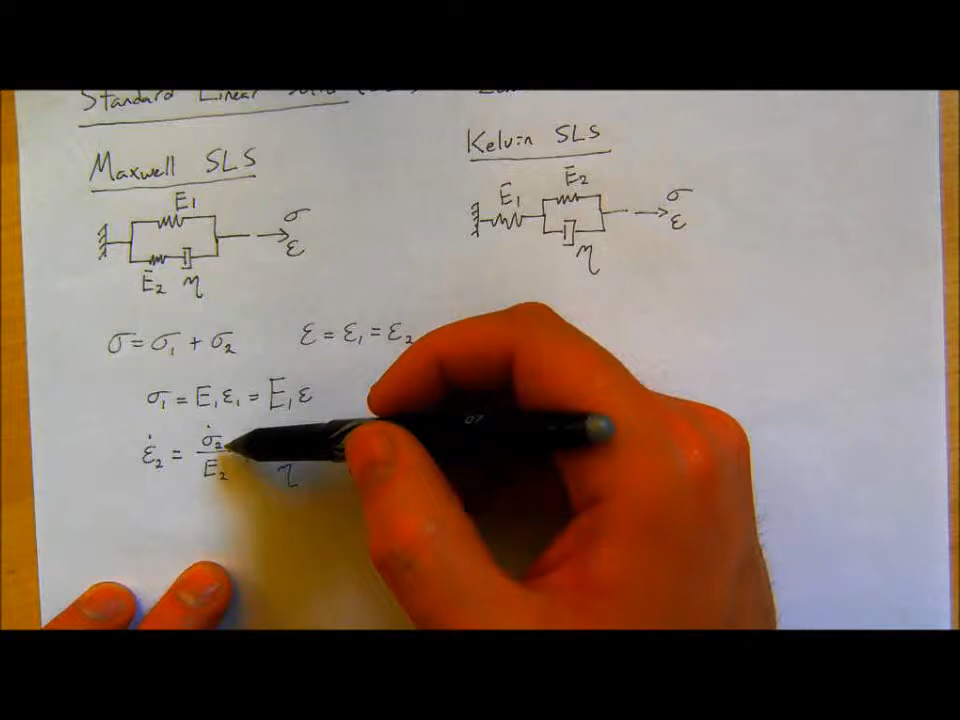 Standard Linear
Maxwell SLS
E₁
σ
ε
E₂ η
Kelvin SLS
E₁ E₂
σ
ε
η
σ = σ₁ + σ₂ ε = ε₁ = ε₂
σ₁ = E₁ε₁ = E₁ε
ε̇₂ = σ̇₂ / E₂
η